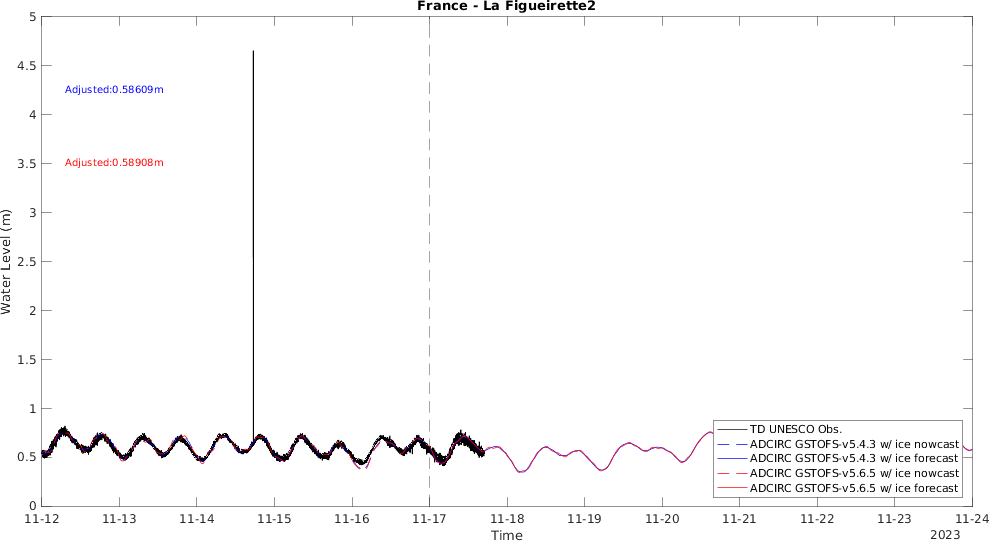 France - La Figueirette2
5
4.5
4
3.5
3
2.5
2
1.5
1
0.5
0
Water Level (m)
Adjusted:0.58609m
Adjusted:0.58908m
TD UNESCO Obs.
ADCIRC GSTOFS-v5.4.3 w/ ice nowcast
ADCIRC GSTOFS-v5.4.3 w/ ice forecast
ADCIRC GSTOFS-v5.6.5 w/ ice nowcast
ADCIRC GSTOFS-v5.6.5 w/ ice forecast
11-12 11-13 11-14 11-15 11-16 11-17 11-18 11-19 11-20 11-21 11-22 11-23 11-24
Time
2023